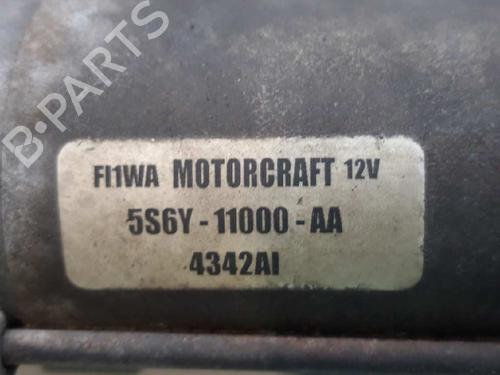 B-PARTS
FI1WA MOTORCRAFT 12V
5S6Y - 11000 - AA
4342AI